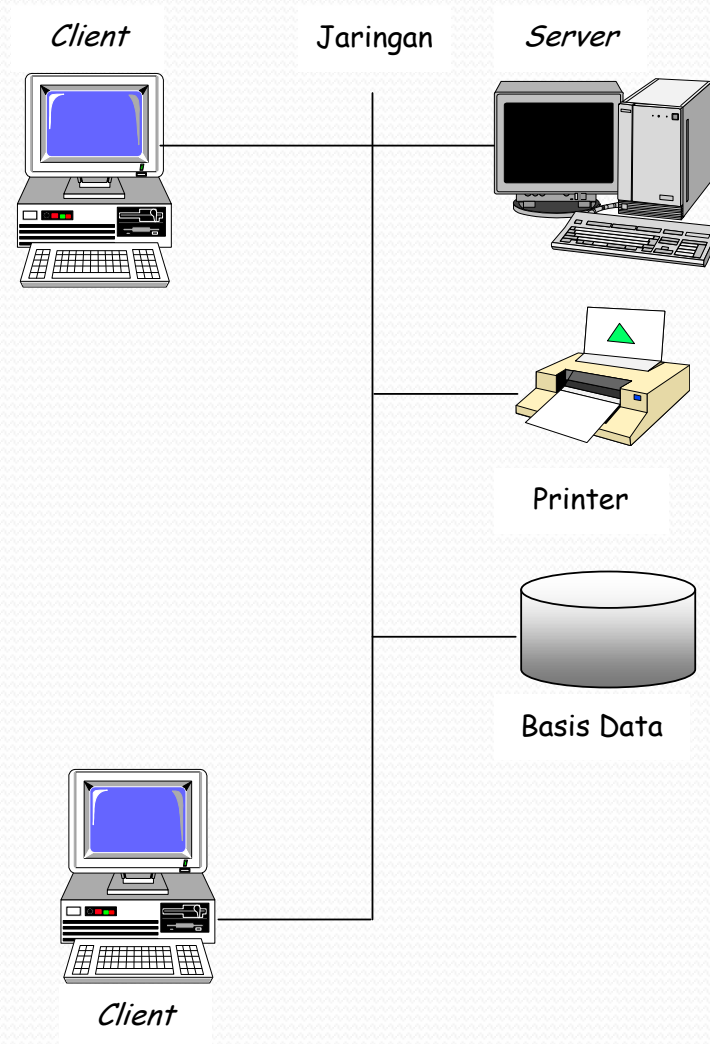 Client
Jaringan
Server
Printer
Basis Data
Client